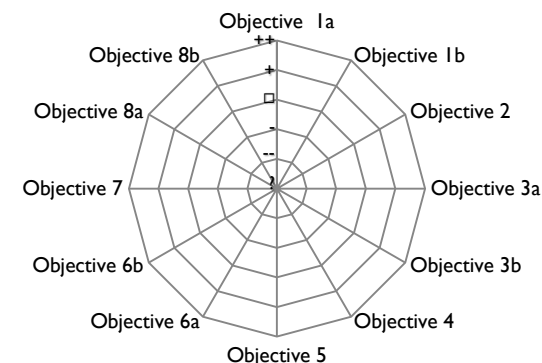 Objective 1a
++
Objective 8b
Objective 1b
+
Objective 8a
□
Objective 2
-
--
?
Objective 7
Objective 3a
Objective 6b
Objective 3b
Objective 6a
Objective 4
Objective 5